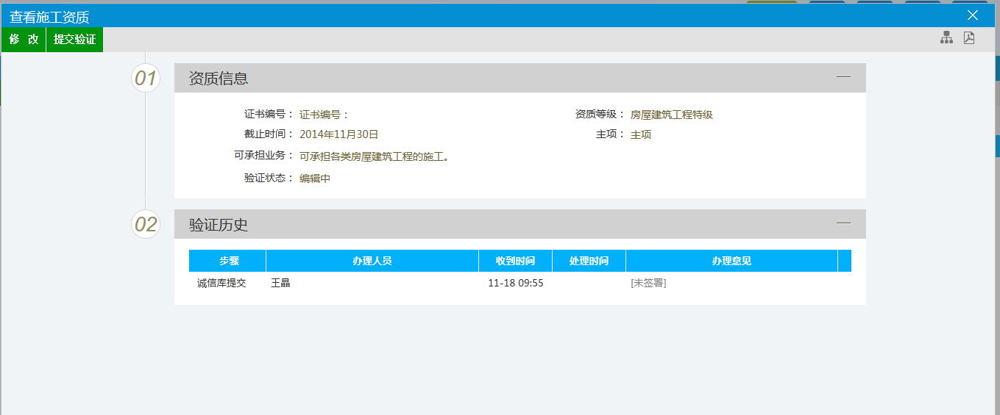 查看施工资质
修 改 提交验证
01 资质信息
证书编号： 证书编号： 资质等级： 房屋建筑工程特级
截止时间： 2014年11月30日 主项： 主项
可承担业务： 可承担各类房屋建筑工程的施工。
验证状态： 编辑中
02 验证历史
步骤 办理人员 收到时间 处理时间 办理意见
诚信库提交 王晶 11-18 09:55 [未签署]